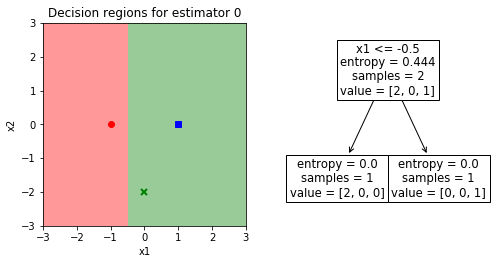 Decision regions for estimator 0
x2
3
2
1
0
−1
−2
−3
−3
−2
−1
0
1
2
3
x1
x1 <= -0.5
entropy = 0.444
samples = 2
value = [2, 0, 1]
entropy = 0.0
samples = 1
value = [2, 0, 0]
entropy = 0.0
samples = 1
value = [0, 0, 1]